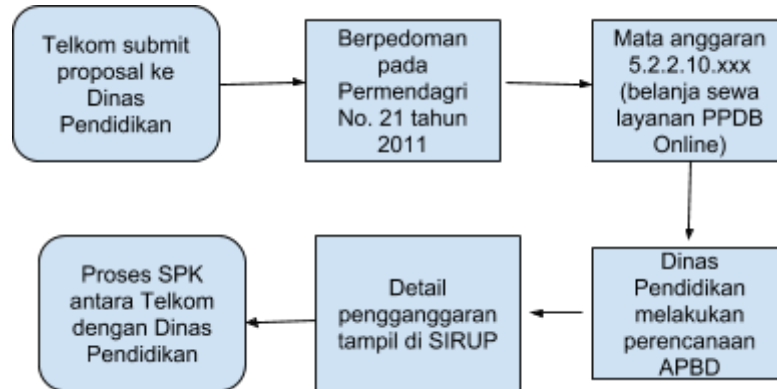 Telkom submit
proposal ke
Dinas
Pendidikan
Berpedoman
pada
Permendagri
No. 21 tahun
2011
Mata anggaran
5.2.2.10.xxx
(belanja sewa
layanan PPDB
Online)
Dinas
Pendidikan
melakukan
perencanaan
APBD
Detail
pengganggaran
tampil di SIRUP
Proses SPK
antara Telkom
dengan Dinas
Pendidikan